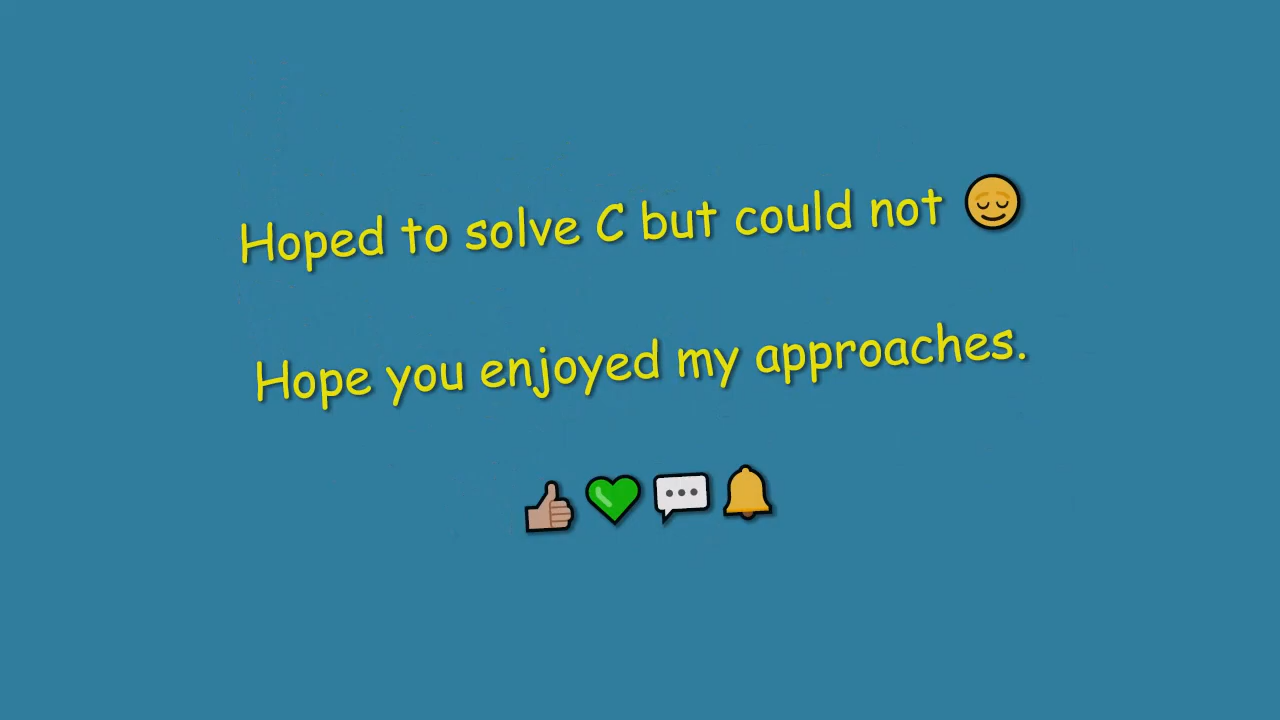 Hoped to solve C but could not 😌
Hope you enjoyed my approaches.
👍🏽💚💬🔔